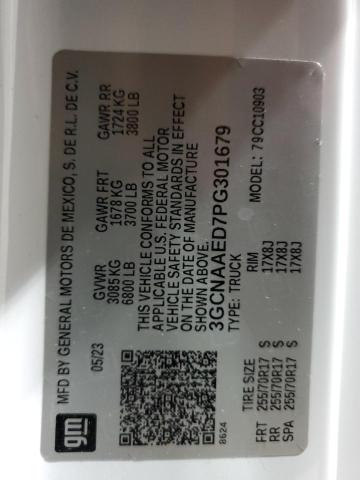 gm
MFD BY GENERAL MOTORS DE MEXICO, S. DE R.L. DE C.V.
05/23
GVWR GAWR FRT GAWR RR
3085 KG 1678 KG 1724 KG
6800 LB 3700 LB 3800 LB
THIS VEHICLE CONFORMS TO ALL
APPLICABLE U.S. FEDERAL MOTOR
VEHICLE SAFETY STANDARDS IN EFFECT
ON THE DATE OF MANUFACTURE
SHOWN ABOVE.
3GCNAAED7PG301679
TYPE: TRUCK MODEL: 79CC10903
8624
TIRE SIZE RIM
FRT 255/70R17 S 17X8J
RR 255/70R17 S 17X8J
SPA 255/70R17 S 17X8J